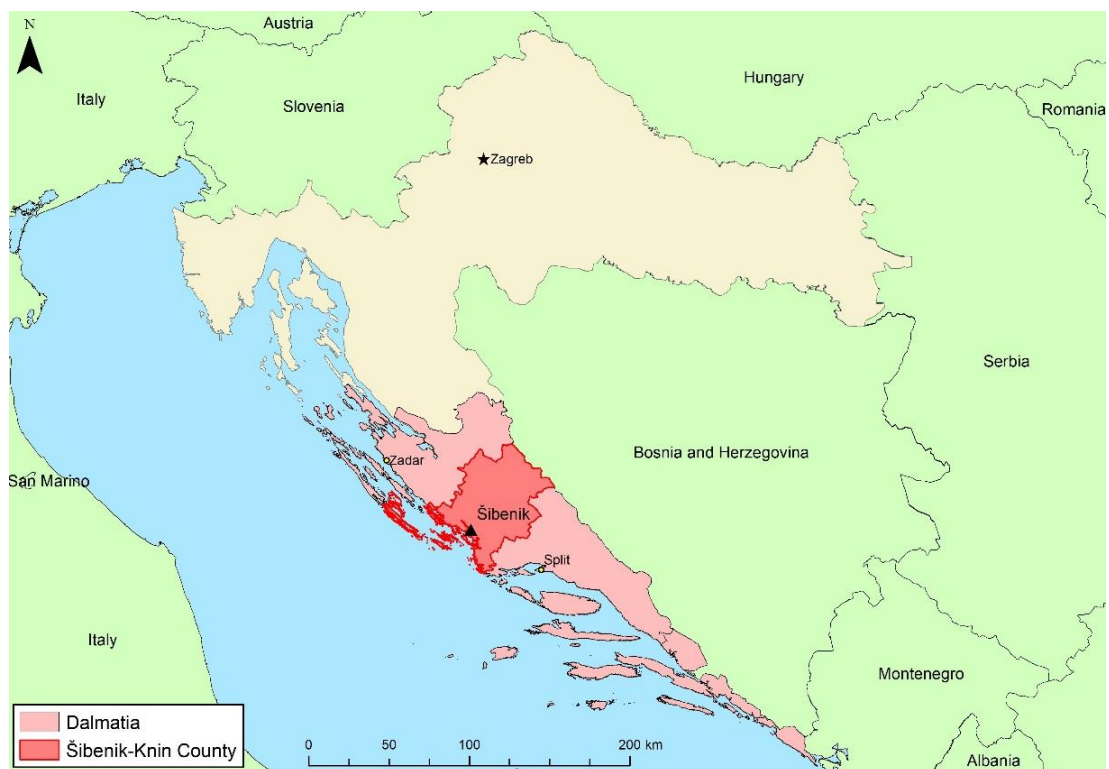 N
Austria
Hungary
Italy
Slovenia
Romania
Zagreb
Serbia
Bosnia and Herzegovina
Zadar
San Marino
Šibenik
Split
Italy
Montenegro
Albania
Dalmatia
Šibenik-Knin County
0 50 100 200 km